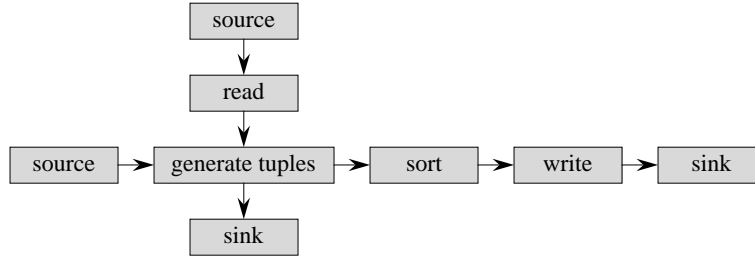 source
read
source
generate tuples
sort
write
sink
sink